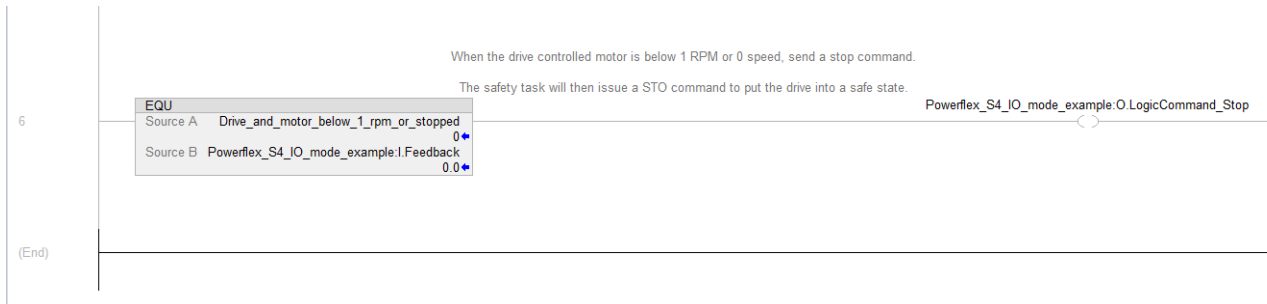 When the drive controlled motor is below 1 RPM or 0 speed, send a stop command.
The safety task will then issue a STO command to put the drive into a safe state.
Powerflex_S4_IO_mode_example:O.LogicCommand_Stop
6
EQU
Source A Drive_and_motor_below_1_rpm_or_stopped
0
Source B Powerflex_S4_IO_mode_example:I.Feedback
0.0
(End)